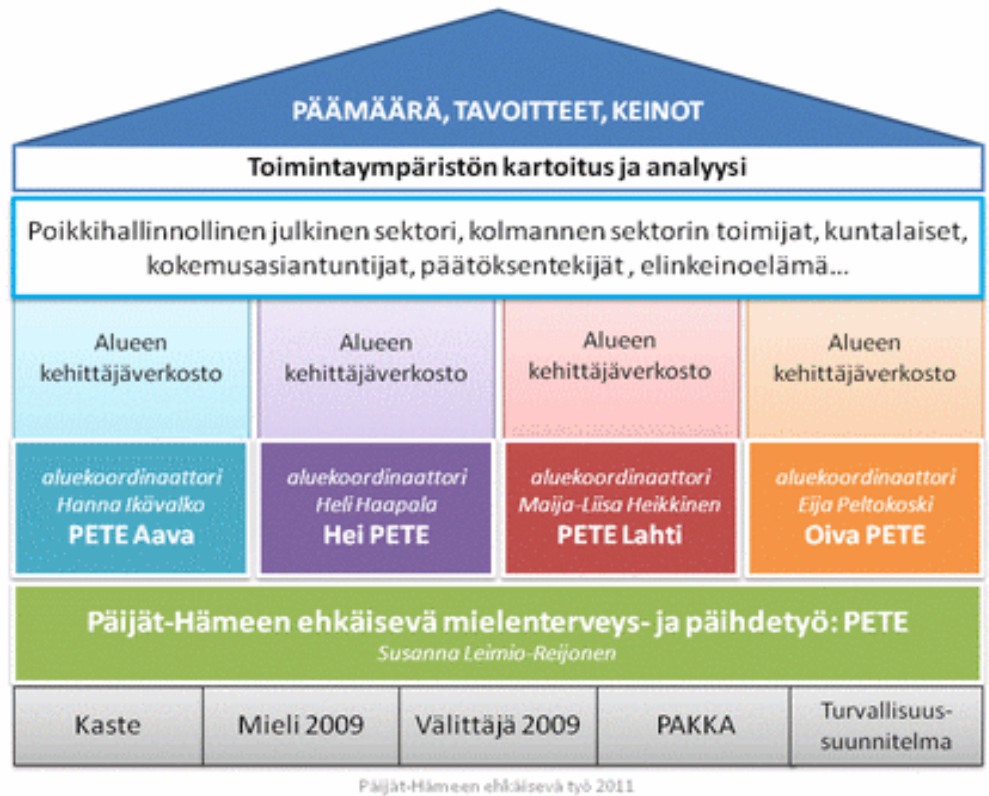 PÄÄMÄÄRÄ, TAVOITTEET, KEINOT
Toimintaympäristön kartoitus ja analyysi
Poikkihallinnollinen julkinen sektori, kolmannen sektorin toimijat, kuntalaiset,
kokemusasiantuntijat, päätöksentekijät, elinkeinoelämä...
Alueen
kehittäjäverkosto
Alueen
kehittäjäverkosto
Alueen
kehittäjäverkosto
Alueen
kehittäjäverkosto
aluekoordinaattori
Hanna Ikävalko
PETE Aava
aluekoordinaattori
Heli Haapala
Hei PETE
aluekoordinaattori
Maija-Liisa Heikkinen
PETE Lahti
aluekoordinaattori
Eija Peltokoski
Oiva PETE
Päijät-Hämeen ehkäisevä mielenterveys- ja päihdetyö: PETE
Susanna Leimio-Reijonen
Kaste
Mieli 2009
Välittäjä 2009
PAKKA
Turvallisuus-
suunnitelma
Päijät-Hämeen ehkäisevä työ 2011